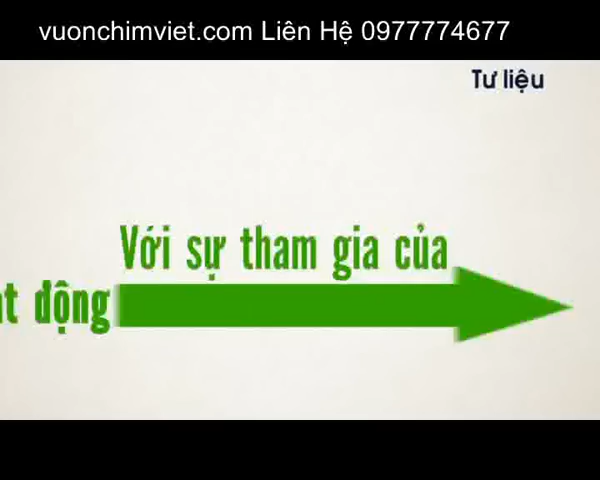 vuonchimviet.com Liên Hệ 0977774677
Tư liệu
Với sự tham gia của
động